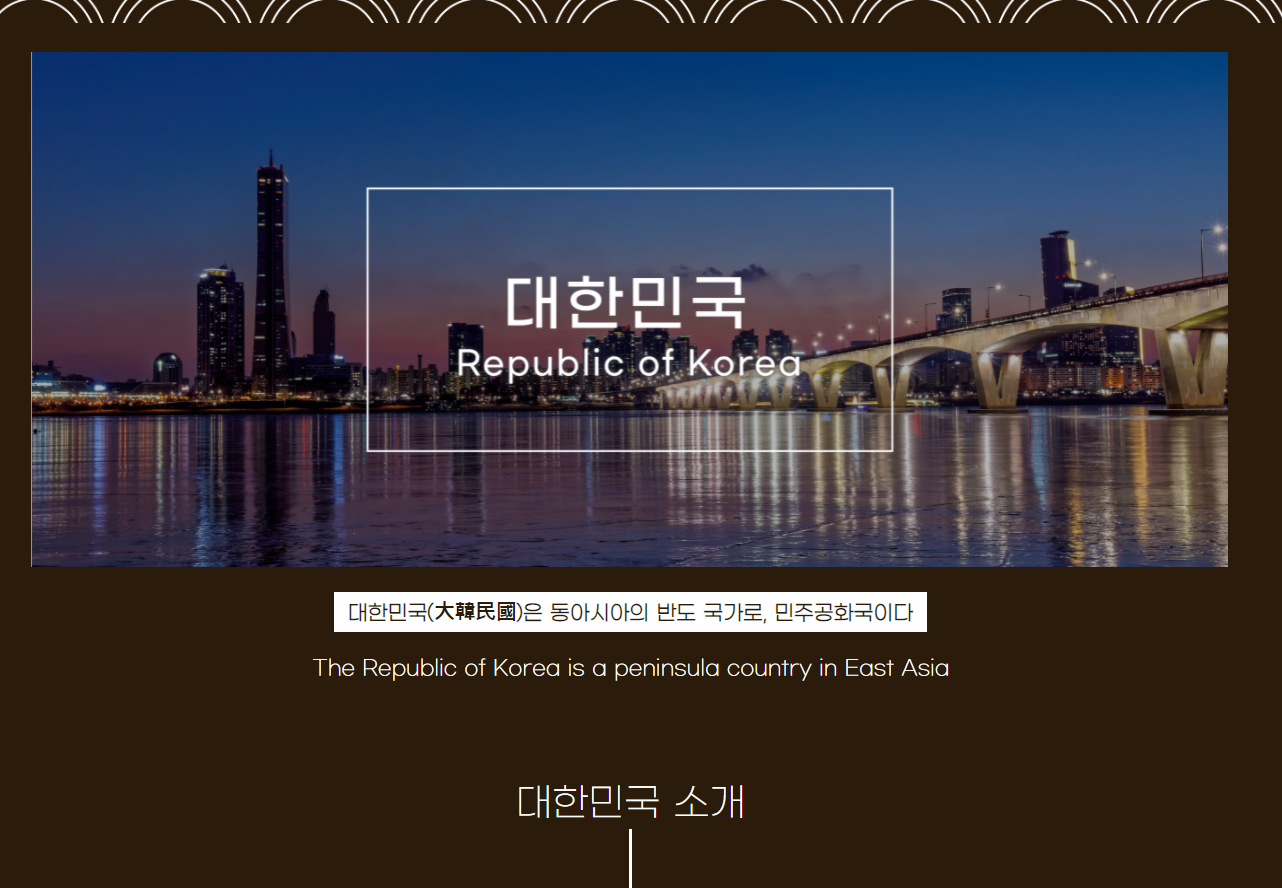 대한민국
Republic of Korea
대한민국(大韓民國)은 동아시아의 반도 국가로, 민주공화국이다
The Republic of Korea is a peninsula country in East Asia
대한민국 소개